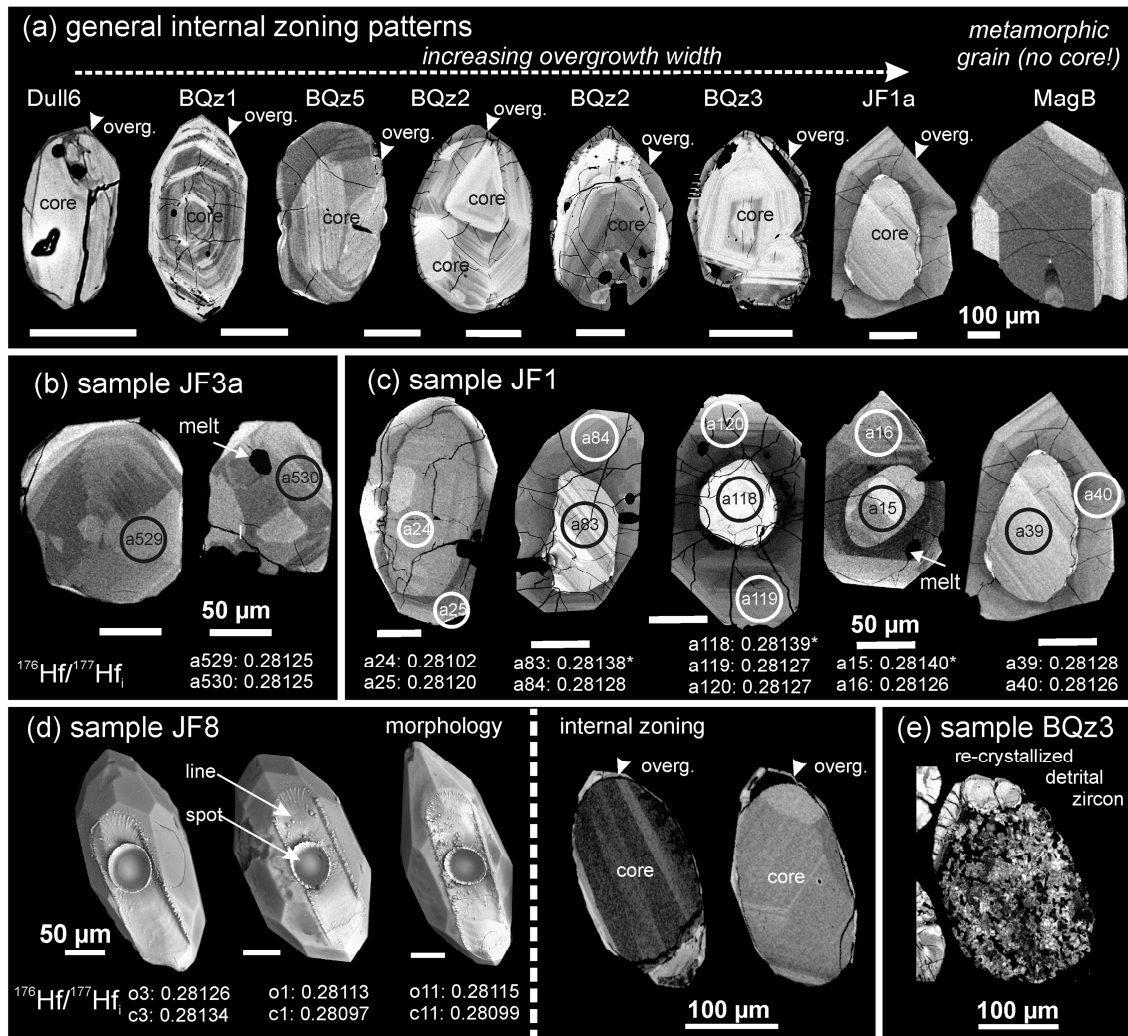 (a) general internal zoning patterns
metamorphic
grain (no core!)
increasing overgrowth width
Dull6
BQz1
BQz5
BQz2
BQz2
BQz3
JF1a
MagB
overg.
overg.
overg.
overg.
overg.
overg.
overg.
core
core
core
core
core
core
core
core
100 µm
(b) sample JF3a
melt
a529
a530
50 µm
¹⁷⁶Hf/¹⁷⁷Hfᵢ
a529: 0.28125
a530: 0.28125
(c) sample JF1
a24
a25
a83
a84
a118
a119
a120
a15
a16
melt
a39
a40
50 µm
a24: 0.28102
a25: 0.28120
a83: 0.28138*
a84: 0.28128
a118: 0.28139*
a119: 0.28127
a120: 0.28127
a15: 0.28140*
a16: 0.28126
a39: 0.28128
a40: 0.28126
(d) sample JF8
morphology
line
spot
50 µm
¹⁷⁶Hf/¹⁷⁷Hfᵢ
o3: 0.28126
c3: 0.28134
o1: 0.28113
c1: 0.28097
o11: 0.28115
c11: 0.28099
internal zoning
overg.
overg.
core
core
100 µm
(e) sample BQz3
re-crystallized
detrital
zircon
100 µm